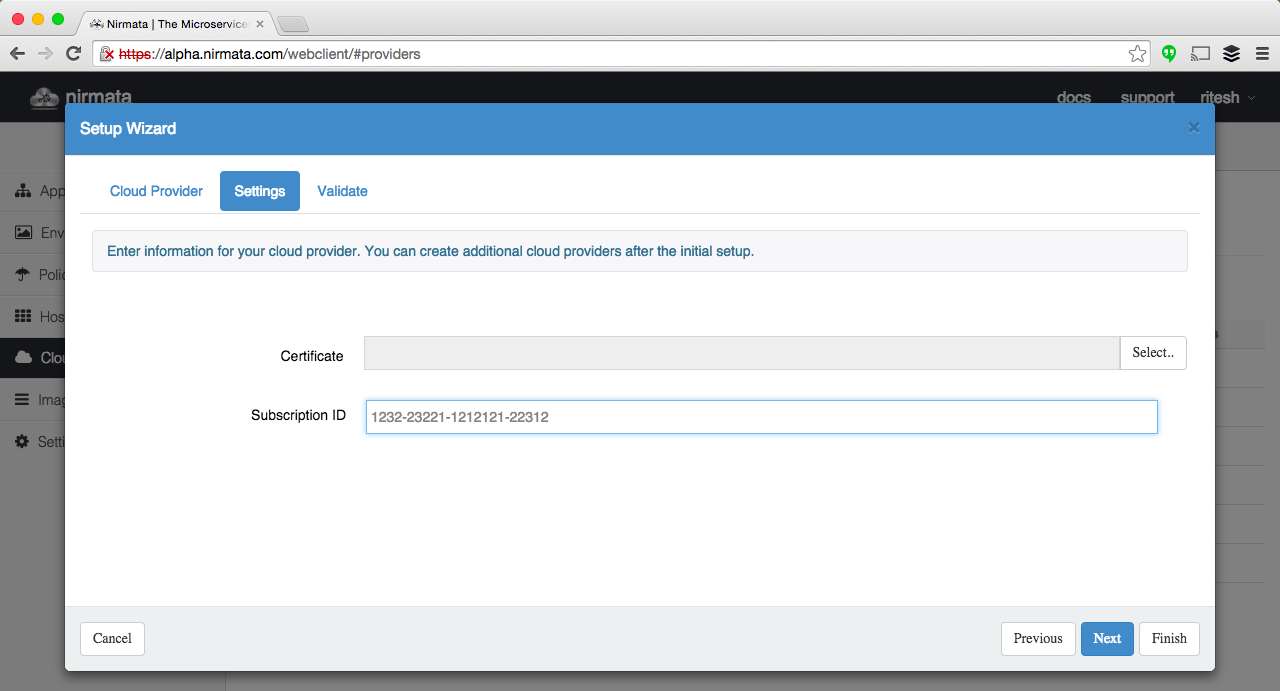 Nirmata | The Microservice
https://alpha.nirmata.com/webclient/#providers
nirmata
docs support ritesh
Setup Wizard
Cloud Provider Settings Validate
Enter information for your cloud provider. You can create additional cloud providers after the initial setup.
App
Env
Polic
Hos
Clou
Imag
Setti
Certificate Select..
Subscription ID 1232-23221-1212121-22312
Cancel Previous Next Finish